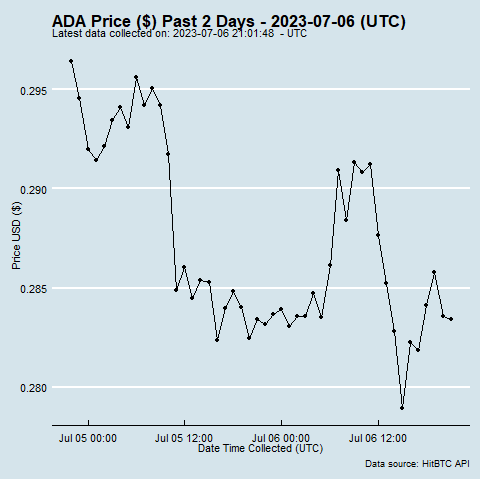 ADA Price ($) Past 2 Days - 2023-07-06 (UTC)
Latest data collected on: 2023-07-06 21:01:48 - UTC
0.295
0.290
0.285
0.280
Price USD ($)
Jul 05 00:00 Jul 05 12:00 Jul 06 00:00 Jul 06 12:00
Date Time Collected (UTC)
Data source: HitBTC API